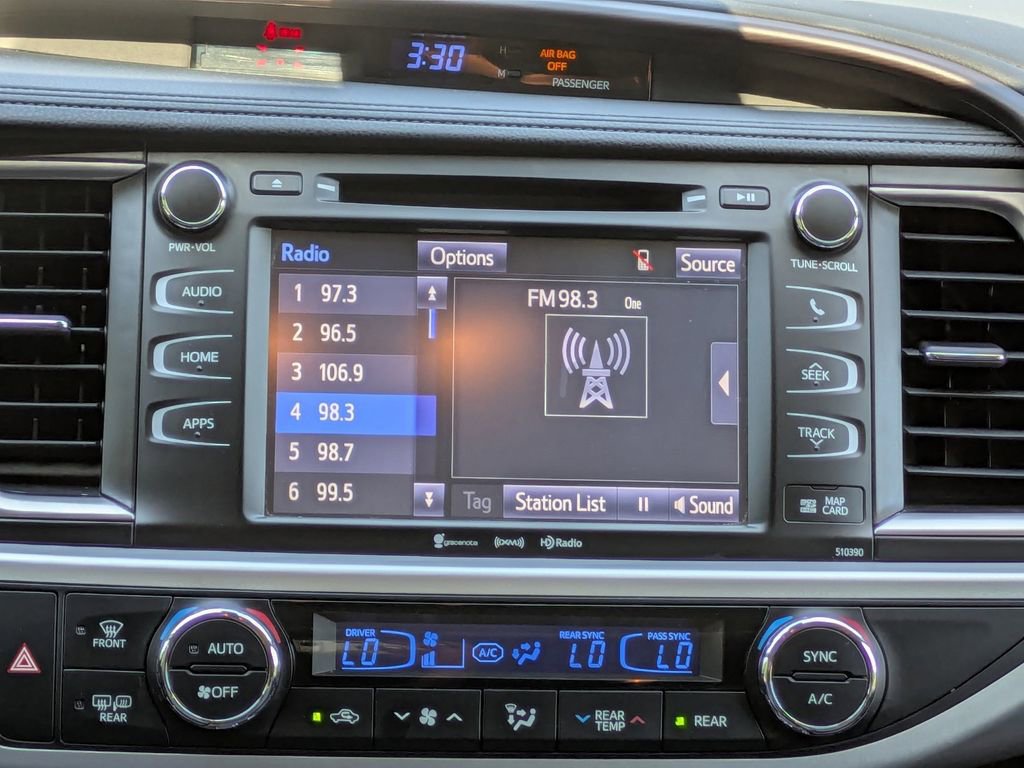 3:30
H
M
AIR BAG
OFF
PASSENGER
PWR•VOL
AUDIO
HOME
APPS
Radio
Options
Source
1 97.3
2 96.5
3 106.9
4 98.3
5 98.7
6 99.5
FM 98.3 One
Tag
Station List
Sound
TUNE•SCROLL
SEEK
TRACK
MAP
CARD
gracenote
((SXM))
HD Radio
510390
FRONT
REAR
AUTO
OFF
DRIVER
LO
A/C
REAR SYNC
LO
PASS SYNC
LO
REAR
TEMP
REAR
SYNC
A/C